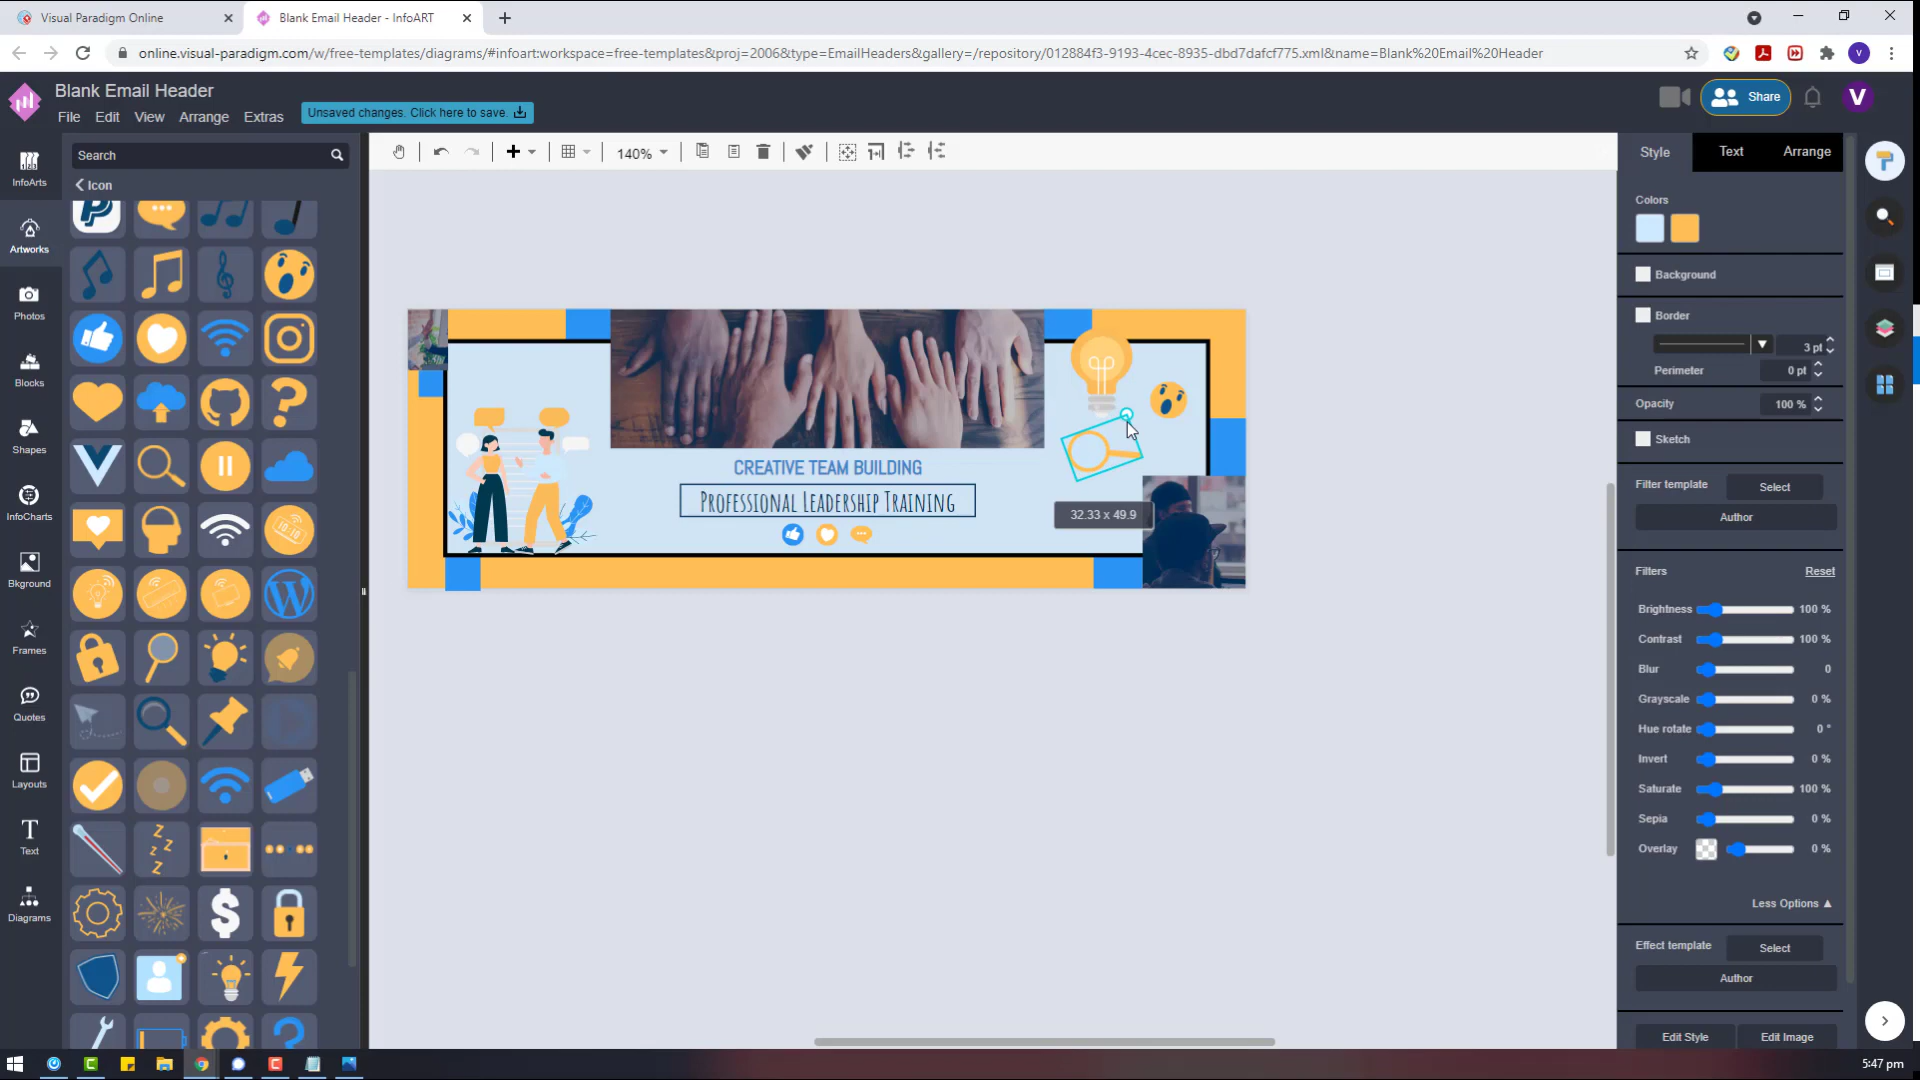 Visual Paradigm Online
Blank Email Header - InfoART
online.visual-paradigm.com/w/free-templates/diagrams/#infoart:workspace=free-templates&proj=2006&type=EmailHeaders&gallery=/repository/012884f3-9193-4cec-8935-dbd7dafcf775.xml&name=Blank%20Email%20Header
V
Blank Email Header
File Edit View Arrange Extras
Unsaved changes. Click here to save.
Share
V
InfoArts
Artworks
Photos
Blocks
Shapes
InfoCharts
Bkground
Frames
Quotes
Layouts
Text
Diagrams
Search
Icon
140%
CREATIVE TEAM BUILDING
PROFESSIONAL LEADERSHIP TRAINING
32.33 x 49.9
Style Text Arrange
Colors
Background
Border
3 pt
Perimeter 0 pt
Opacity 100 %
Sketch
Filter template Select
Author
Filters Reset
Brightness 100 %
Contrast 100 %
Blur 0
Grayscale 0 %
Hue rotate 0 °
Invert 0 %
Saturate 100 %
Sepia 0 %
Overlay 0 %
Less Options
Effect template Select
Author
Edit Style Edit Image
5:47 pm